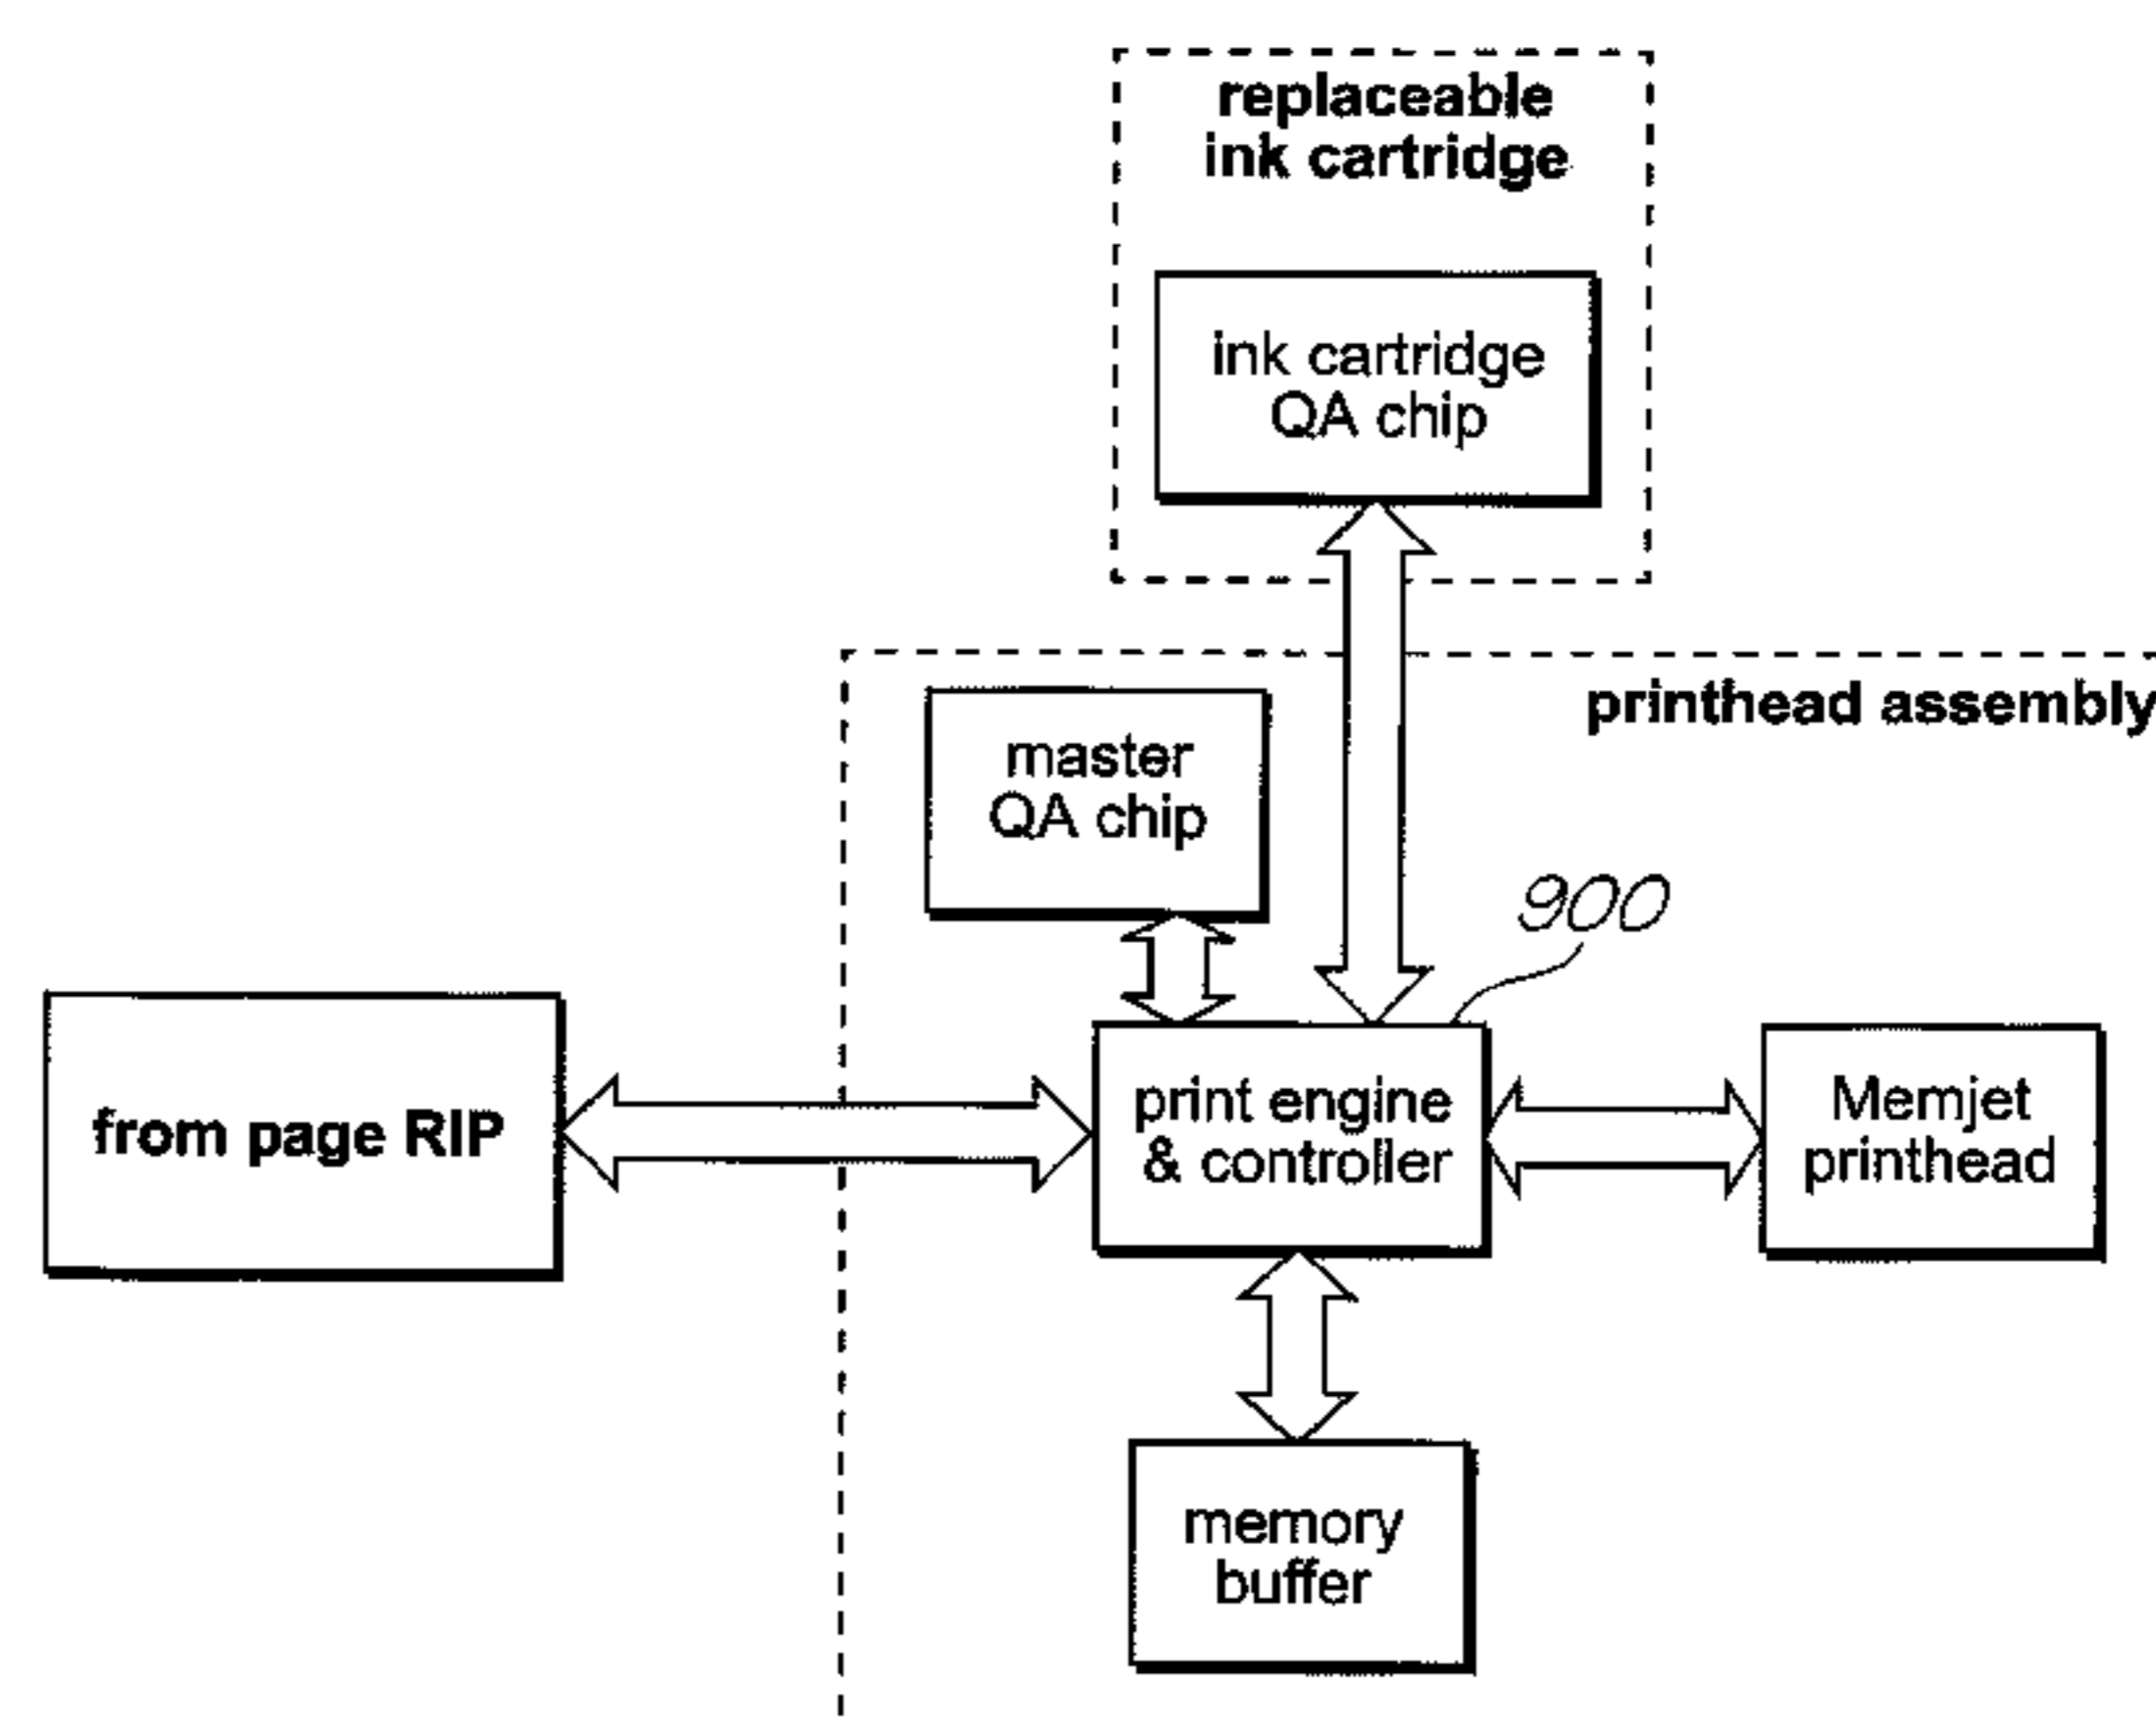 replaceable
ink cartridge
ink cartridge
QA chip
printhead assembly
master
QA chip
900
from page RIP
print engine
& controller
Memjet
printhead
memory
buffer